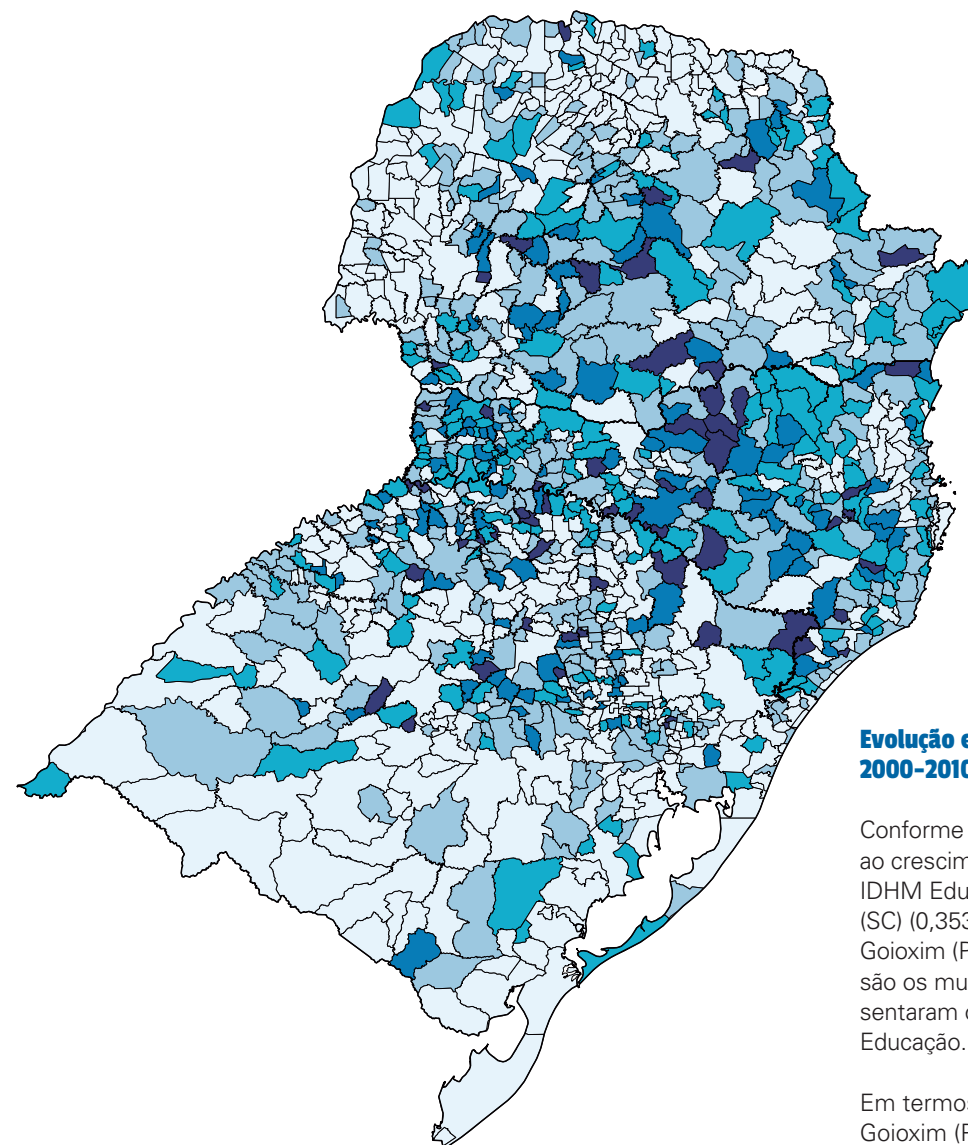 Evolução e
2000-2010
Conforme
ao crescim
IDHM Edu
(SC) (0,353
Goioxim (P
são os mu
sentaram o
Educação.
Em termos
Goioxim (P